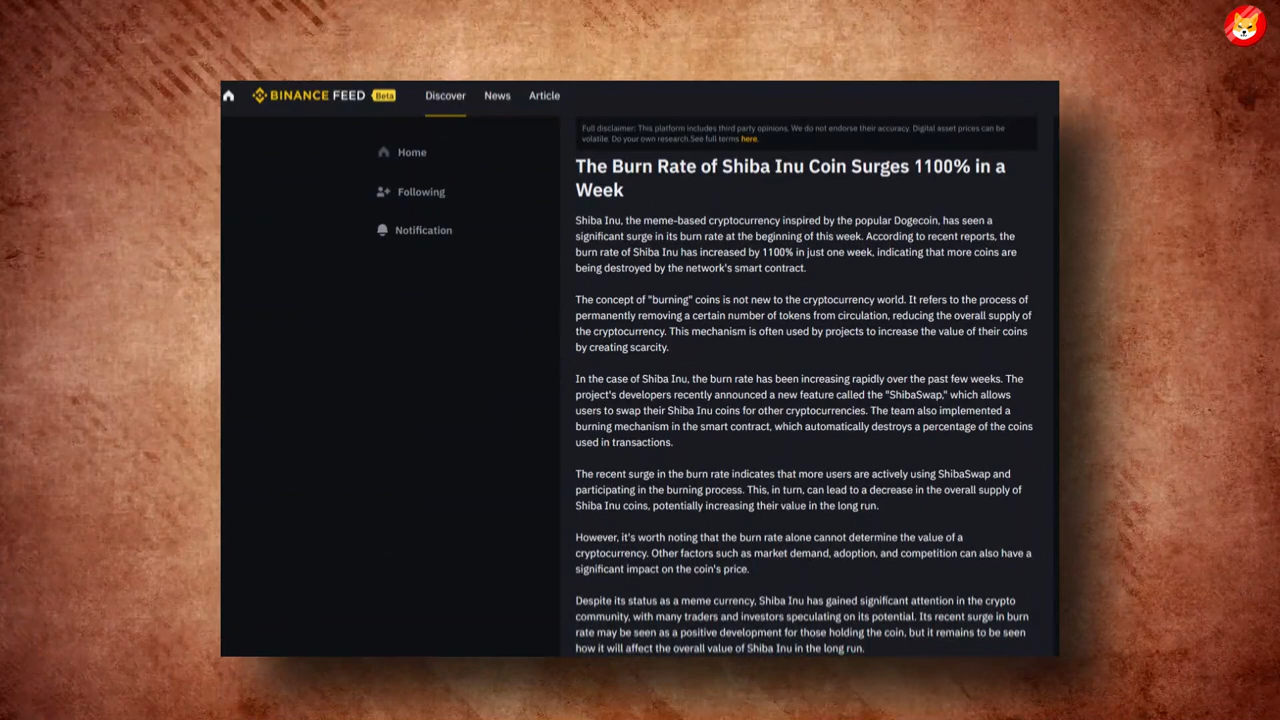 BINANCE FEED Beta Discover News Article
Home
Following
Notification
Full disclaimer: This platform includes third party opinions. We do not endorse their accuracy. Digital asset prices can be
volatile. Do your own research.See full terms here.
The Burn Rate of Shiba Inu Coin Surges 1100% in a
Week
Shiba Inu, the meme-based cryptocurrency inspired by the popular Dogecoin, has seen a
significant surge in its burn rate at the beginning of this week. According to recent reports, the
burn rate of Shiba Inu has increased by 1100% in just one week, indicating that more coins are
being destroyed by the network's smart contract.
The concept of "burning" coins is not new to the cryptocurrency world. It refers to the process of
permanently removing a certain number of tokens from circulation, reducing the overall supply of
the cryptocurrency. This mechanism is often used by projects to increase the value of their coins
by creating scarcity.
In the case of Shiba Inu, the burn rate has been increasing rapidly over the past few weeks. The
project's developers recently announced a new feature called the "ShibaSwap," which allows
users to swap their Shiba Inu coins for other cryptocurrencies. The team also implemented a
burning mechanism in the smart contract, which automatically destroys a percentage of the coins
used in transactions.
The recent surge in the burn rate indicates that more users are actively using ShibaSwap and
participating in the burning process. This, in turn, can lead to a decrease in the overall supply of
Shiba Inu coins, potentially increasing their value in the long run.
However, it's worth noting that the burn rate alone cannot determine the value of a
cryptocurrency. Other factors such as market demand, adoption, and competition can also have a
significant impact on the coin's price.
Despite its status as a meme currency, Shiba Inu has gained significant attention in the crypto
community, with many traders and investors speculating on its potential. Its recent surge in burn
rate may be seen as a positive development for those holding the coin, but it remains to be seen
how it will affect the overall value of Shiba Inu in the long run.